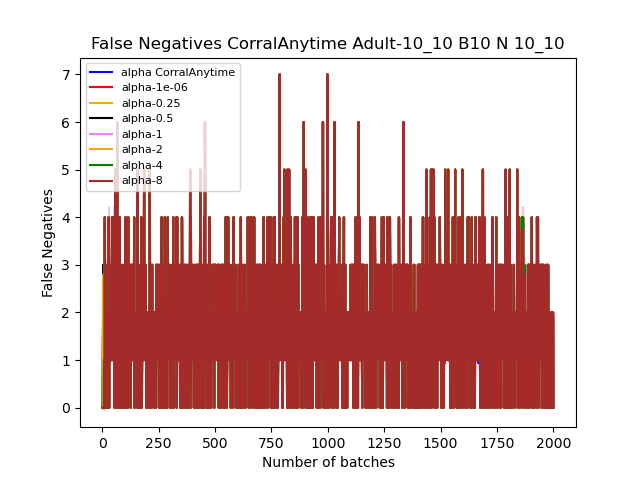 False Negatives CorralAnytime Adult-10_10 B10 N 10_10
alpha CorralAnytime
alpha-1e-06
alpha-0.25
alpha-0.5
alpha-1
alpha-2
alpha-4
alpha-8
7
6
5
4
3
2
1
0
False Negatives
0 250 500 750 1000 1250 1500 1750 2000
Number of batches